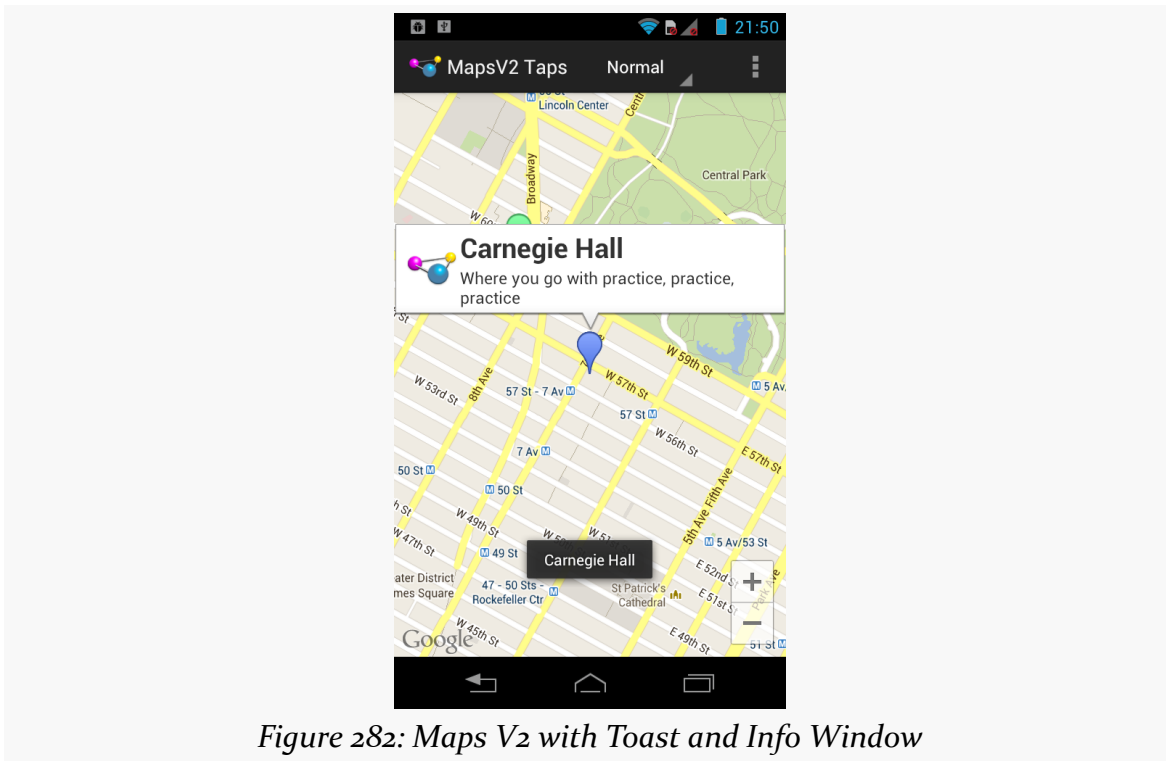 21:50
MapsV2 Taps
Normal
Lincoln Center
Broadway
Central Park
Carnegie Hall
Where you go with practice, practice,
practice
W 59th St
8th Ave
W 53rd St
57 St - 7 Av M
W 57th St
M 5 Av
57 St M
W 56th St
7 Av M
E 57th St
50 St M
M 50 St
5th Ave
Fifth Ave
W 49th St
W 47th St
M 49 St
M 5 Av/53 St
Carnegie Hall
E 52nd
47 - 50 Sts -
Rockefeller Ctr
M
St Patrick's
Cathedral
E 51st S
Park Ave
+
−
W 45th St
Google
E 49th St
51 St M
Figure 282: Maps V2 with Toast and Info Window